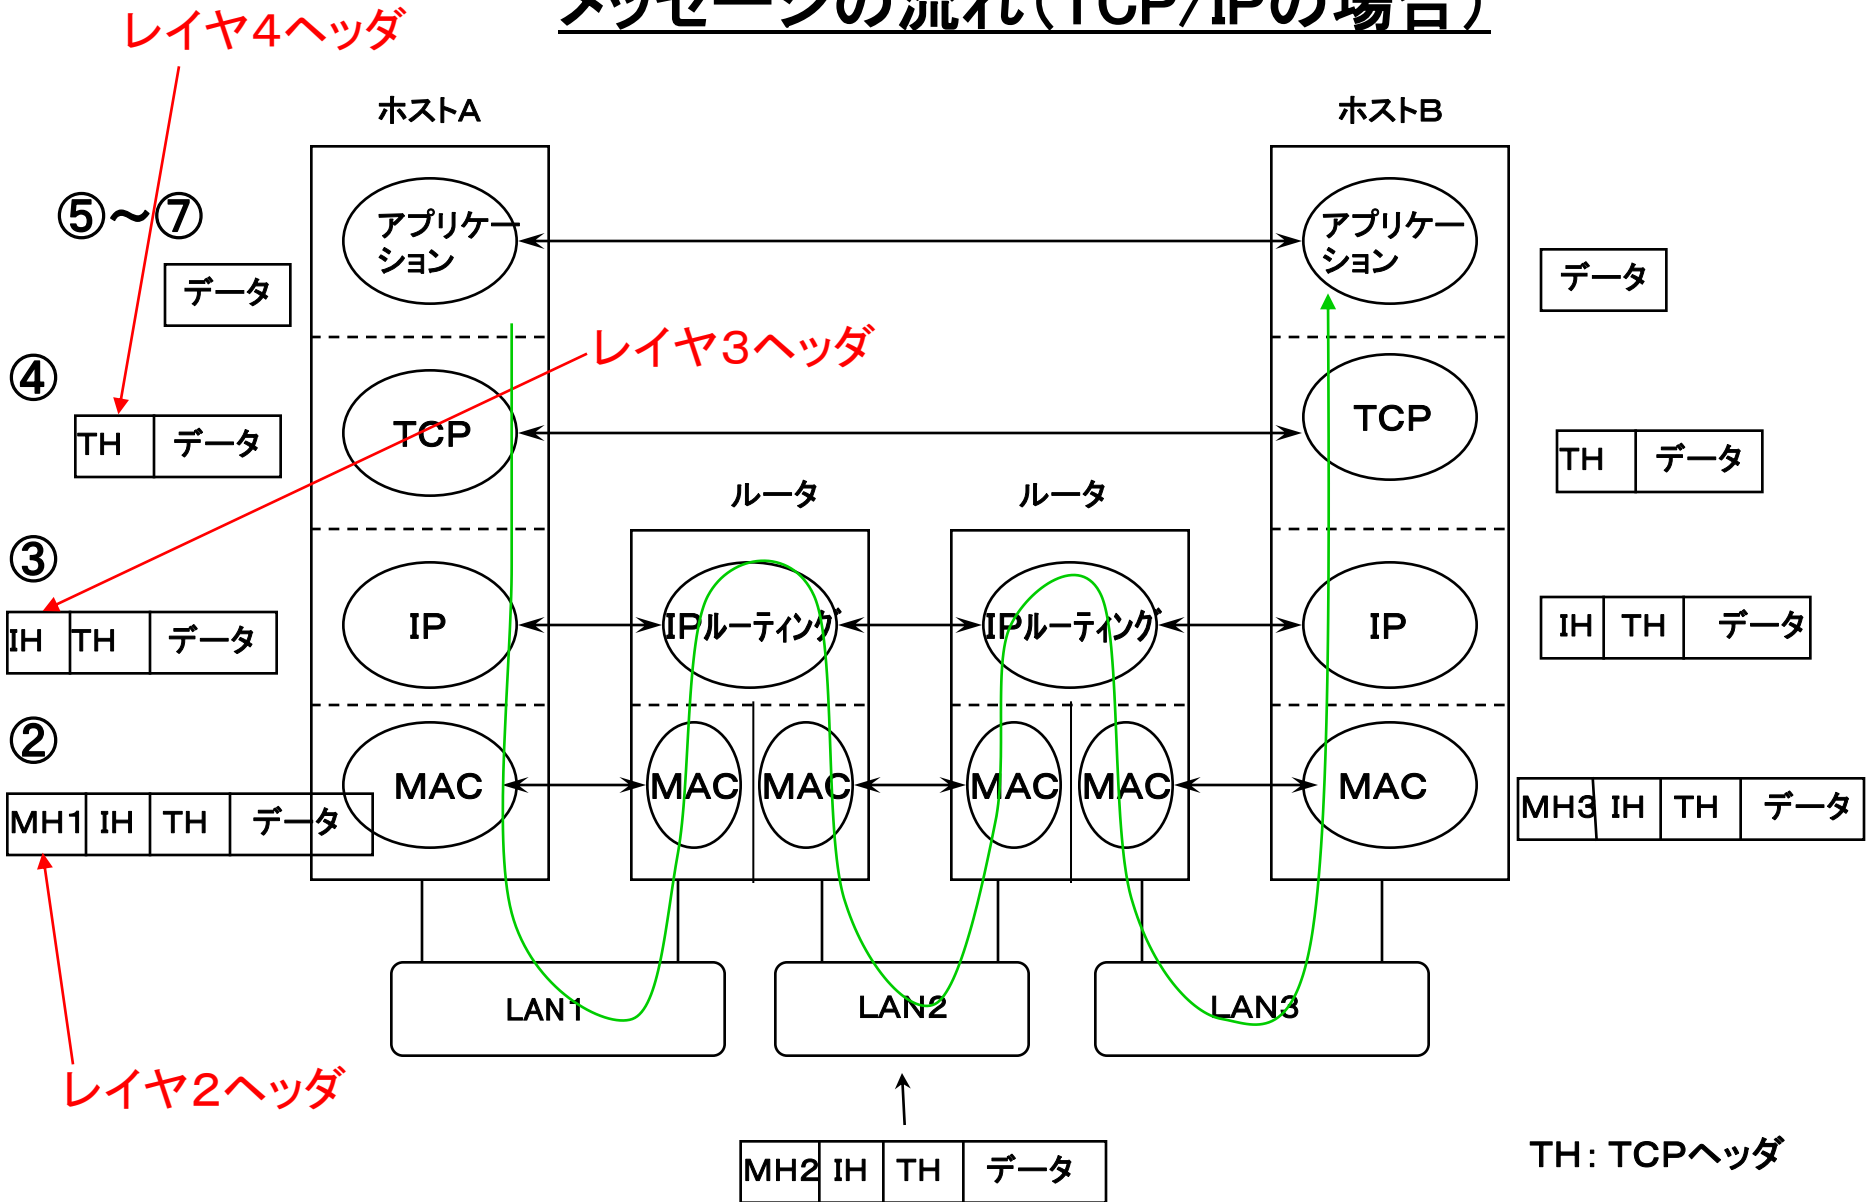 メッセージの流れ(TCP/IPの場合)
レイヤ4ヘッダ
ホストA
ホストB
⑤～⑦
アプリケー
ション
アプリケー
ション
データ
データ
レイヤ3ヘッダ
④
TCP
TCP
TH データ
TH データ
ルータ
ルータ
③
IP
IPルーティング
IPルーティング
IP
IH TH データ
IH TH データ
②
MAC
MAC
MAC
MAC
MAC
MAC
MH1 IH TH データ
MH3 IH TH データ
LAN1
LAN2
LAN3
レイヤ2ヘッダ
MH2 IH TH データ
TH: TCPヘッダ